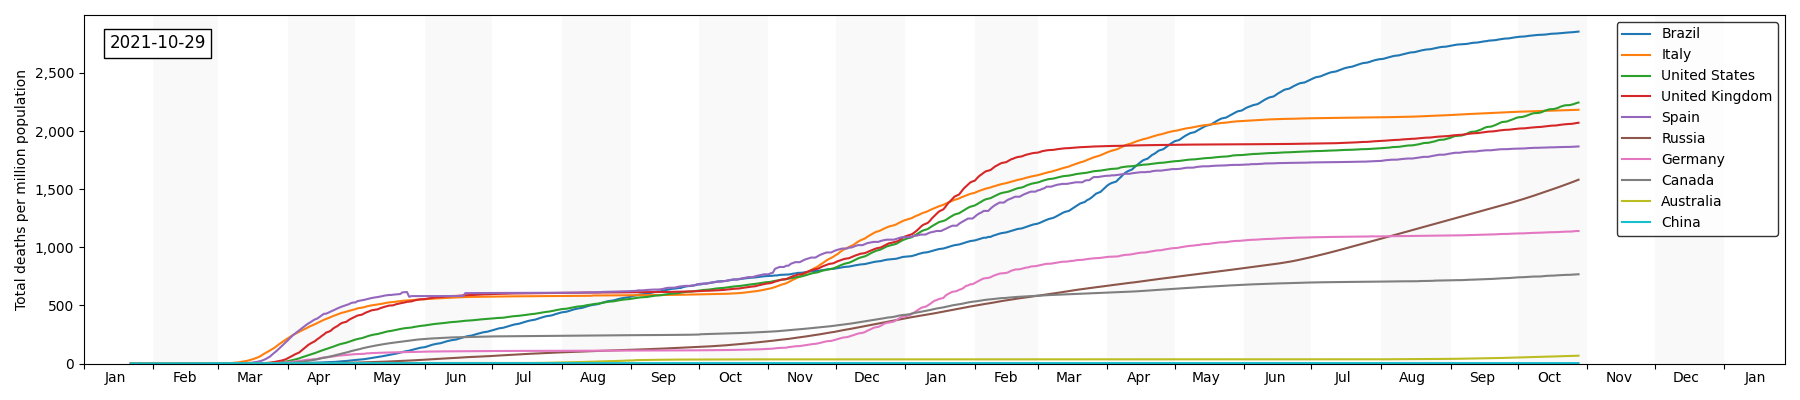 2021-10-29
Total deaths per million population
2,500
2,000
1,500
1,000
500
0
Jan Feb Mar Apr May Jun Jul Aug Sep Oct Nov Dec Jan Feb Mar Apr May Jun Jul Aug Sep Oct Nov Dec Jan
Brazil
Italy
United States
United Kingdom
Spain
Russia
Germany
Canada
Australia
China